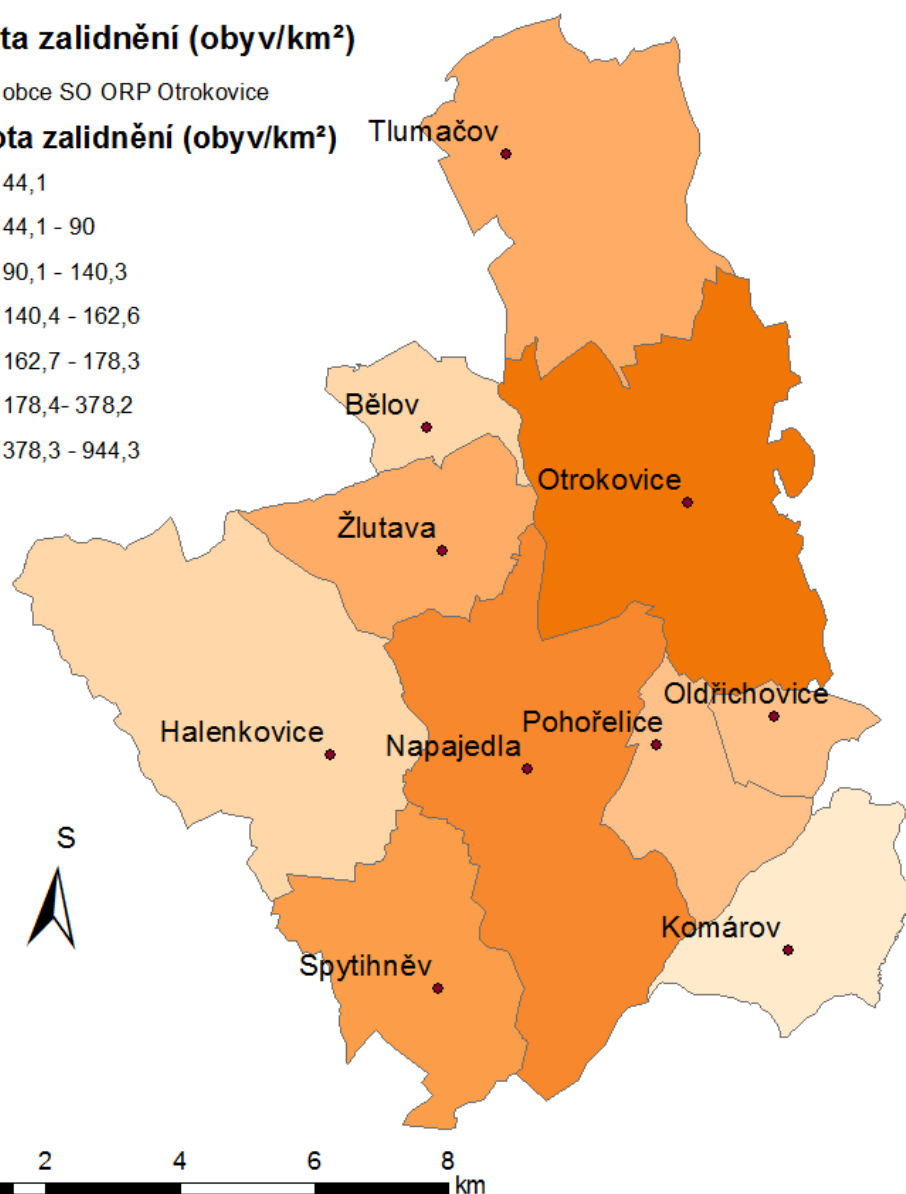 ta zalidnění (obyv/km²)
obce SO ORP Otrokovice
ota zalidnění (obyv/km²)
44,1
44,1 - 90
90,1 - 140,3
140,4 - 162,6
162,7 - 178,3
178,4- 378,2
378,3 - 944,3
Tlumačov
Bělov
Otrokovice
Žlutava
Oldřichovice
Pohořelice
Halenkovice
Napajedla
S
Komárov
Spytihněv
2 4 6 8
km